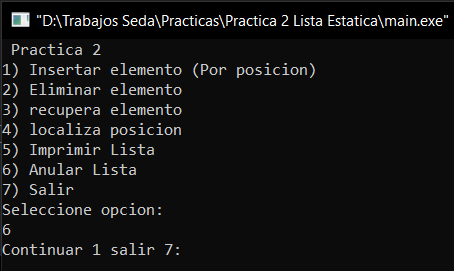 "D:\Trabajos Seda\Practicas\Practica 2 Lista Estatica\main.exe"
Practica 2
1) Insertar elemento (Por posicion)
2) Eliminar elemento
3) recupera elemento
4) localiza posicion
5) Imprimir Lista
6) Anular Lista
7) Salir
Seleccione opcion:
6
Continuar 1 salir 7: